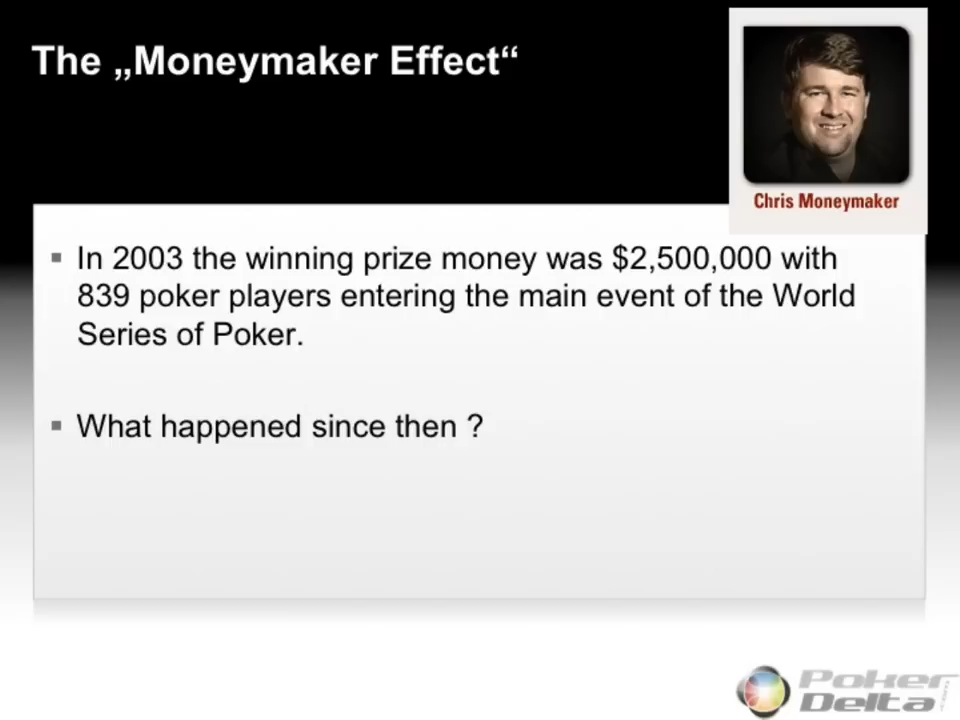 The „Moneymaker Effect“
Chris Moneymaker
▪ In 2003 the winning prize money was $2,500,000 with
839 poker players entering the main event of the World
Series of Poker.
▪ What happened since then ?
Poker
Delta